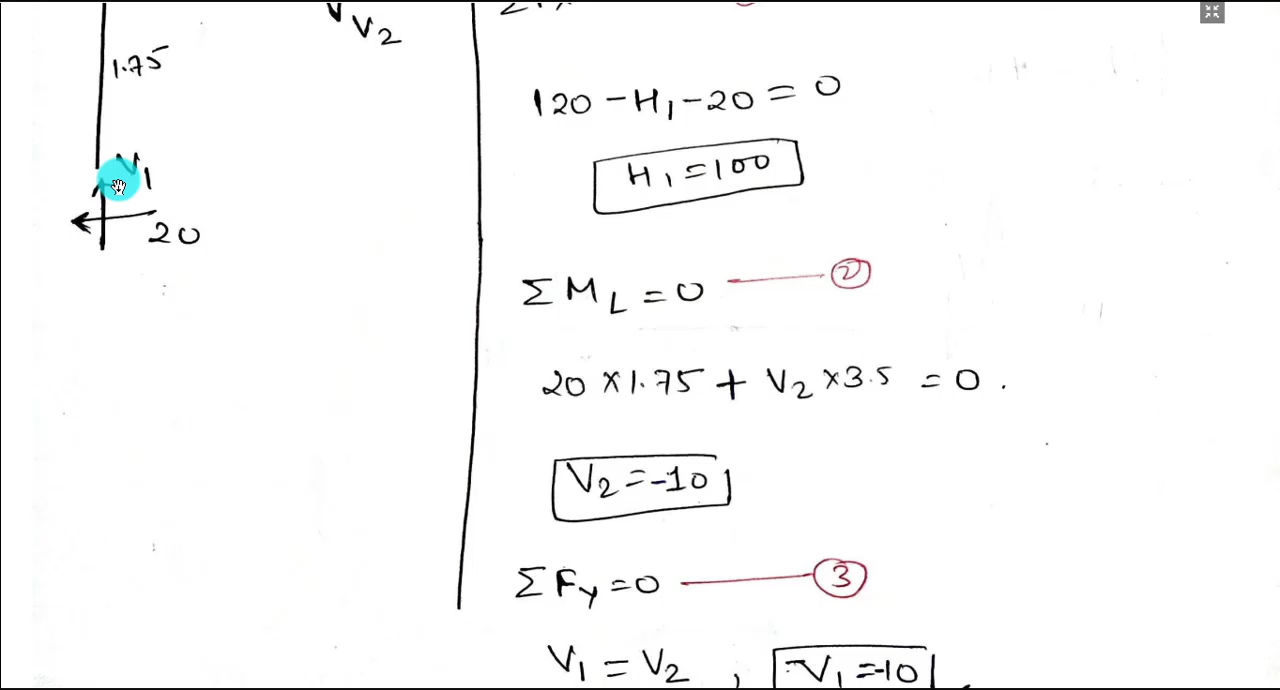 V2
1.75
V1
20
120 - H1 - 20 = 0
H1 = 100
ΣML = 0 ——— 2
20 × 1.75 + V2 × 3.5 = 0 .
V2 = -10
ΣFy = 0 ——— 3
V1 = V2 , -V1 = -10